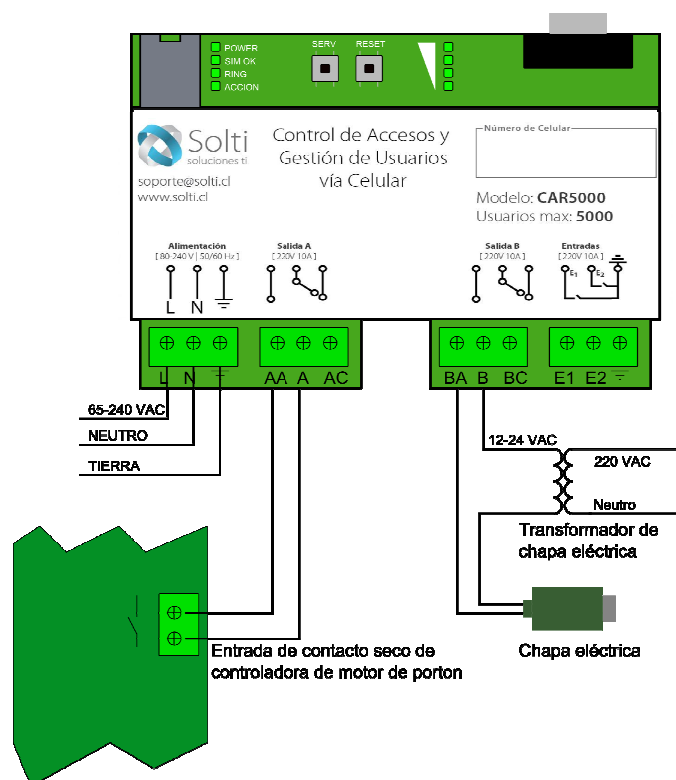 POWER
SIM OK
RING
ACCION
SERV
RESET
Solti
soluciones ti
soporte@solti.cl
www.solti.cl
Control de Accesos y
Gestión de Usuarios
vía Celular
Número de Celular
Modelo: CAR5000
Usuarios max: 5000
Alimentación
[ 80-240 V | 50/60 Hz ]
L N
Salida A
[ 220V 10A ]
Salida B
[ 220V 10A ]
Entradas
[ 220V 10A ]
E1 E2
L N
AA A AC
BA B BC
E1 E2
65-240 VAC
NEUTRO
TIERRA
12-24 VAC
220 VAC
Neutro
Transformador de
chapa eléctrica
Chapa eléctrica
Entrada de contacto seco de
controladora de motor de porton